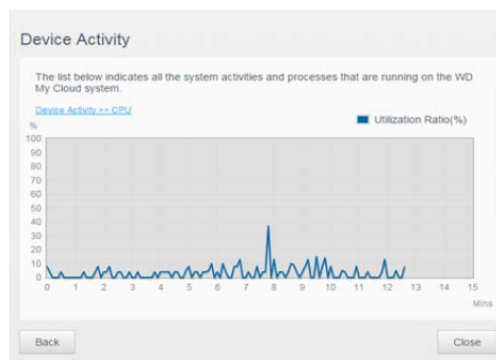 Device Activity
The list below indicates all the system activities and processes that are running on the WD
My Cloud system.
Device Activity >> CPU
Utilization Ratio(%)
%
100
90
80
70
60
50
40
30
20
10
0
0 1 2 3 4 5 6 7 8 9 10 11 12 13 14 15
Mins
Back Close